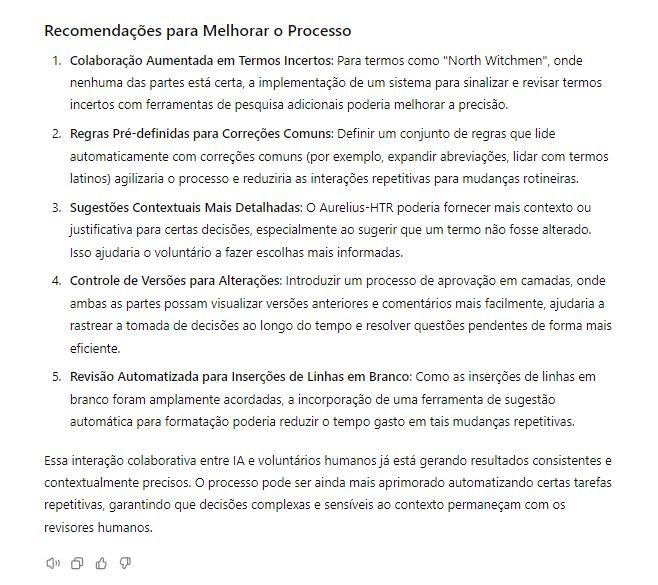 Recomendações para Melhorar o Processo
1. Colaboração Aumentada em Termos Incertos: Para termos como "North Witchmen", onde
nenhuma das partes está certa, a implementação de um sistema para sinalizar e revisar termos
incertos com ferramentas de pesquisa adicionais poderia melhorar a precisão.
2. Regras Pré-definidas para Correções Comuns: Definir um conjunto de regras que lide
automaticamente com correções comuns (por exemplo, expandir abreviações, lidar com termos
latinos) agilizaria o processo e reduziria as interações repetitivas para mudanças rotineiras.
3. Sugestões Contextuais Mais Detalhadas: O Aurelius-HTR poderia fornecer mais contexto ou
justificativa para certas decisões, especialmente ao sugerir que um termo não fosse alterado.
Isso ajudaria o voluntário a fazer escolhas mais informadas.
4. Controle de Versões para Alterações: Introduzir um processo de aprovação em camadas, onde
ambas as partes possam visualizar versões anteriores e comentários mais facilmente, ajudaria a
rastrear a tomada de decisões ao longo do tempo e resolver questões pendentes de forma mais
eficiente.
5. Revisão Automatizada para Inserções de Linhas em Branco: Como as inserções de linhas em
branco foram amplamente acordadas, a incorporação de uma ferramenta de sugestão
automática para formatação poderia reduzir o tempo gasto em tais mudanças repetitivas.
Essa interação colaborativa entre IA e voluntários humanos já está gerando resultados consistentes e
contextualmente precisos. O processo pode ser ainda mais aprimorado automatizando certas tarefas
repetitivas, garantindo que decisões complexas e sensíveis ao contexto permaneçam com os
revisores humanos.